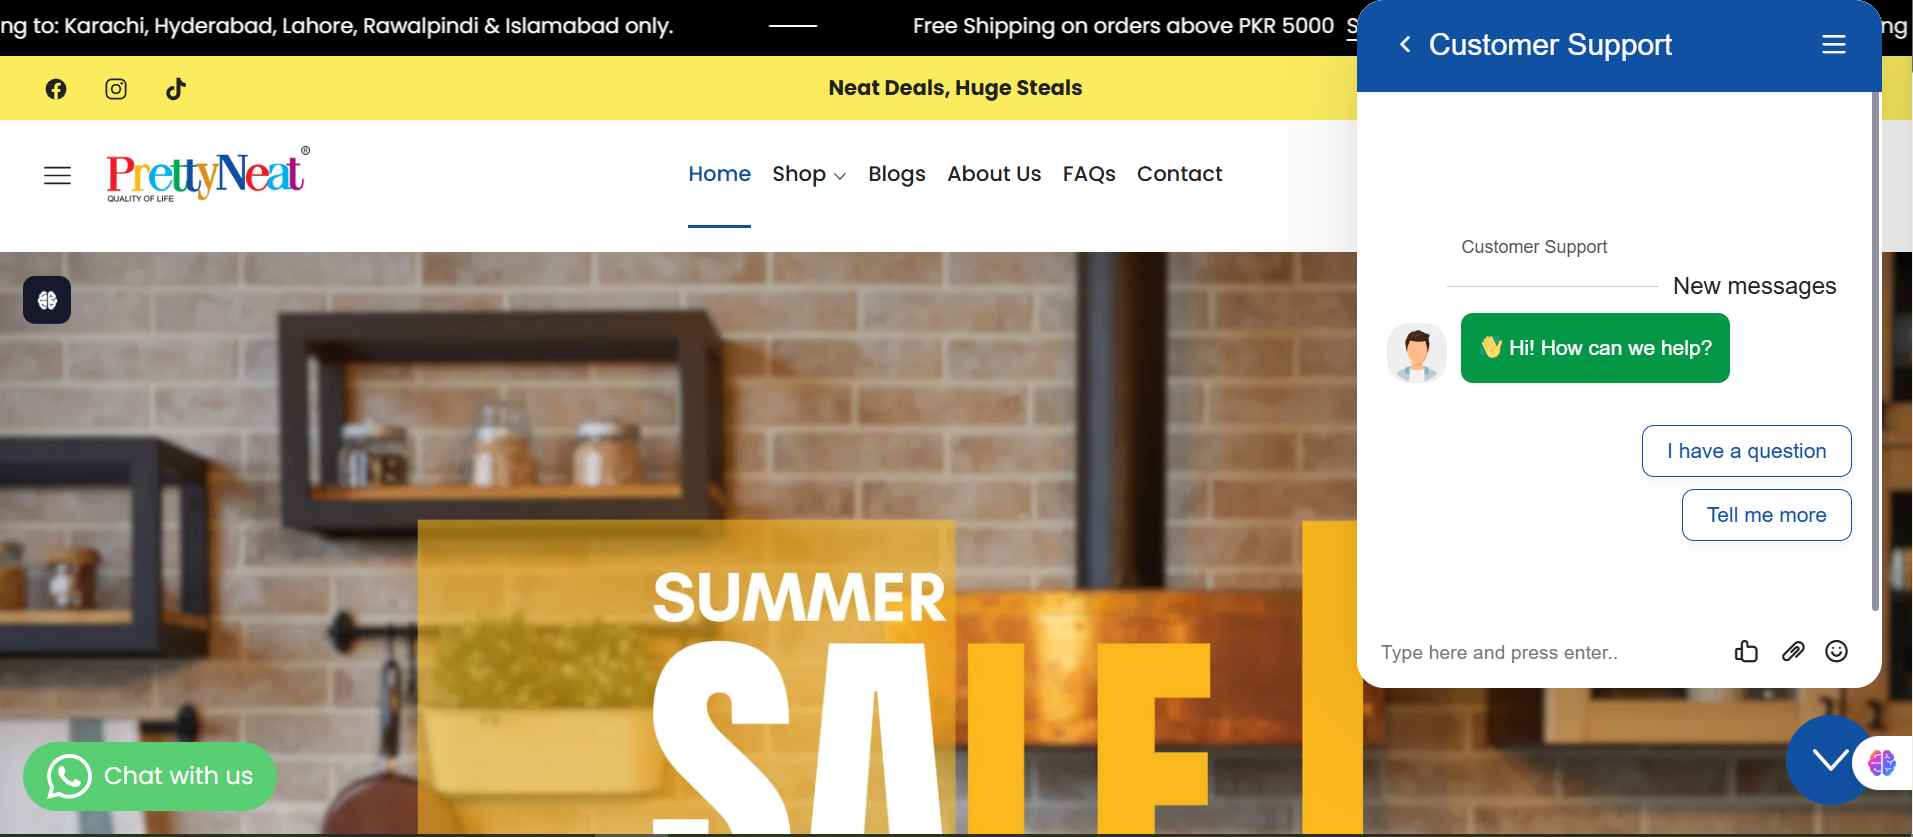 ng to: Karachi, Hyderabad, Lahore, Rawalpindi & Islamabad only.
Free Shipping on orders above PKR 5000 S
ng
Neat Deals, Huge Steals
PrettyNeat®
QUALITY OF LIFE
Home
Shop
Blogs
About Us
FAQs
Contact
SUMMER
SALE
Chat with us
Customer Support
Customer Support
New messages
👋 Hi! How can we help?
I have a question
Tell me more
Type here and press enter..